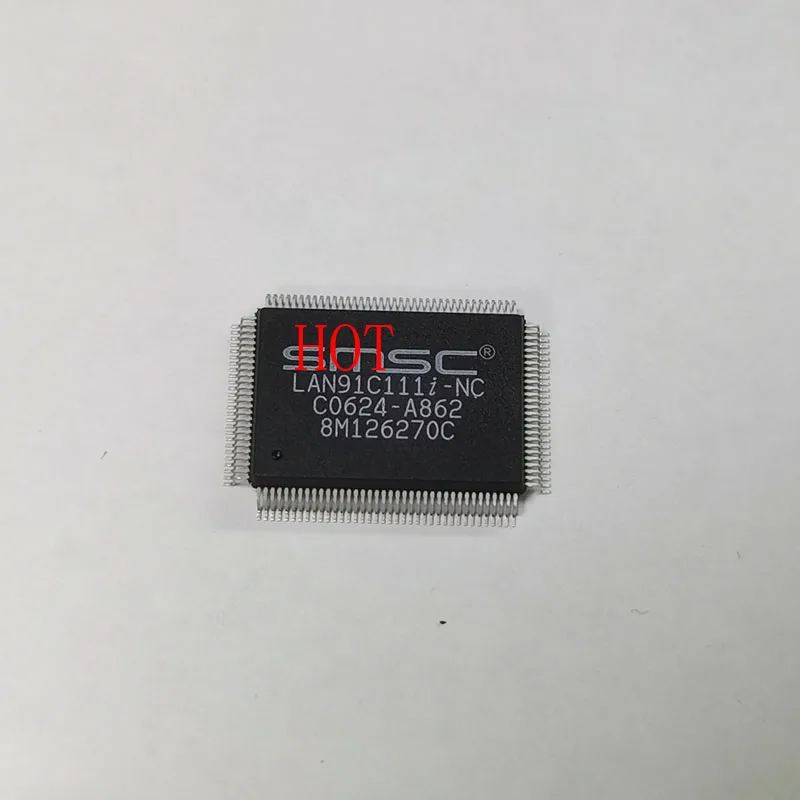 HOT
SMSC®
LAN91C111i-NC
C0624-A862
8M126270C